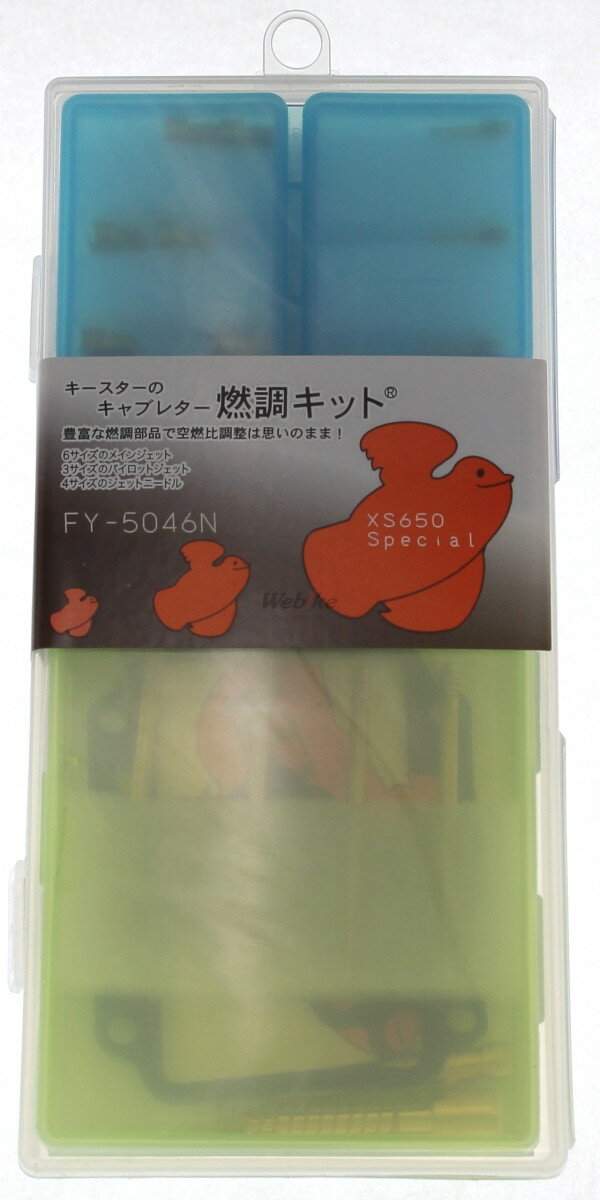 キースターの
キャブレター 燃調キット®
豊富な燃調部品で空燃比調整は思いのまま！
6サイズのメインジェット
3サイズのパイロットジェット
4サイズのジェットニードル
FY-5046N
XS650
Special
Web ike